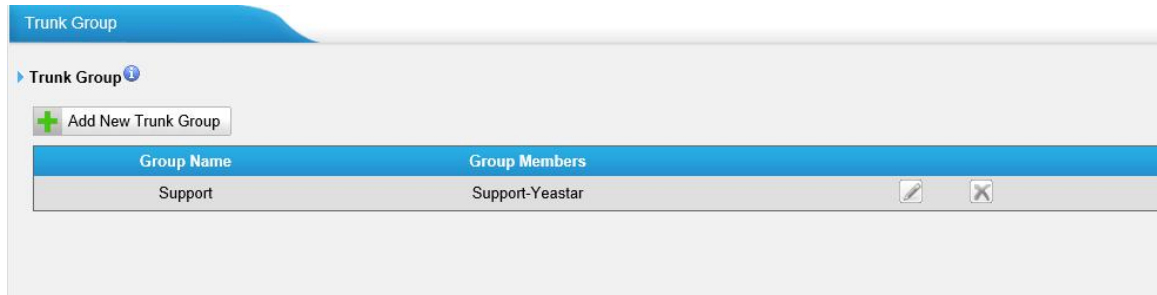 Trunk Group
Trunk Group
Add New Trunk Group
Group Name Group Members
Support Support-Yeastar